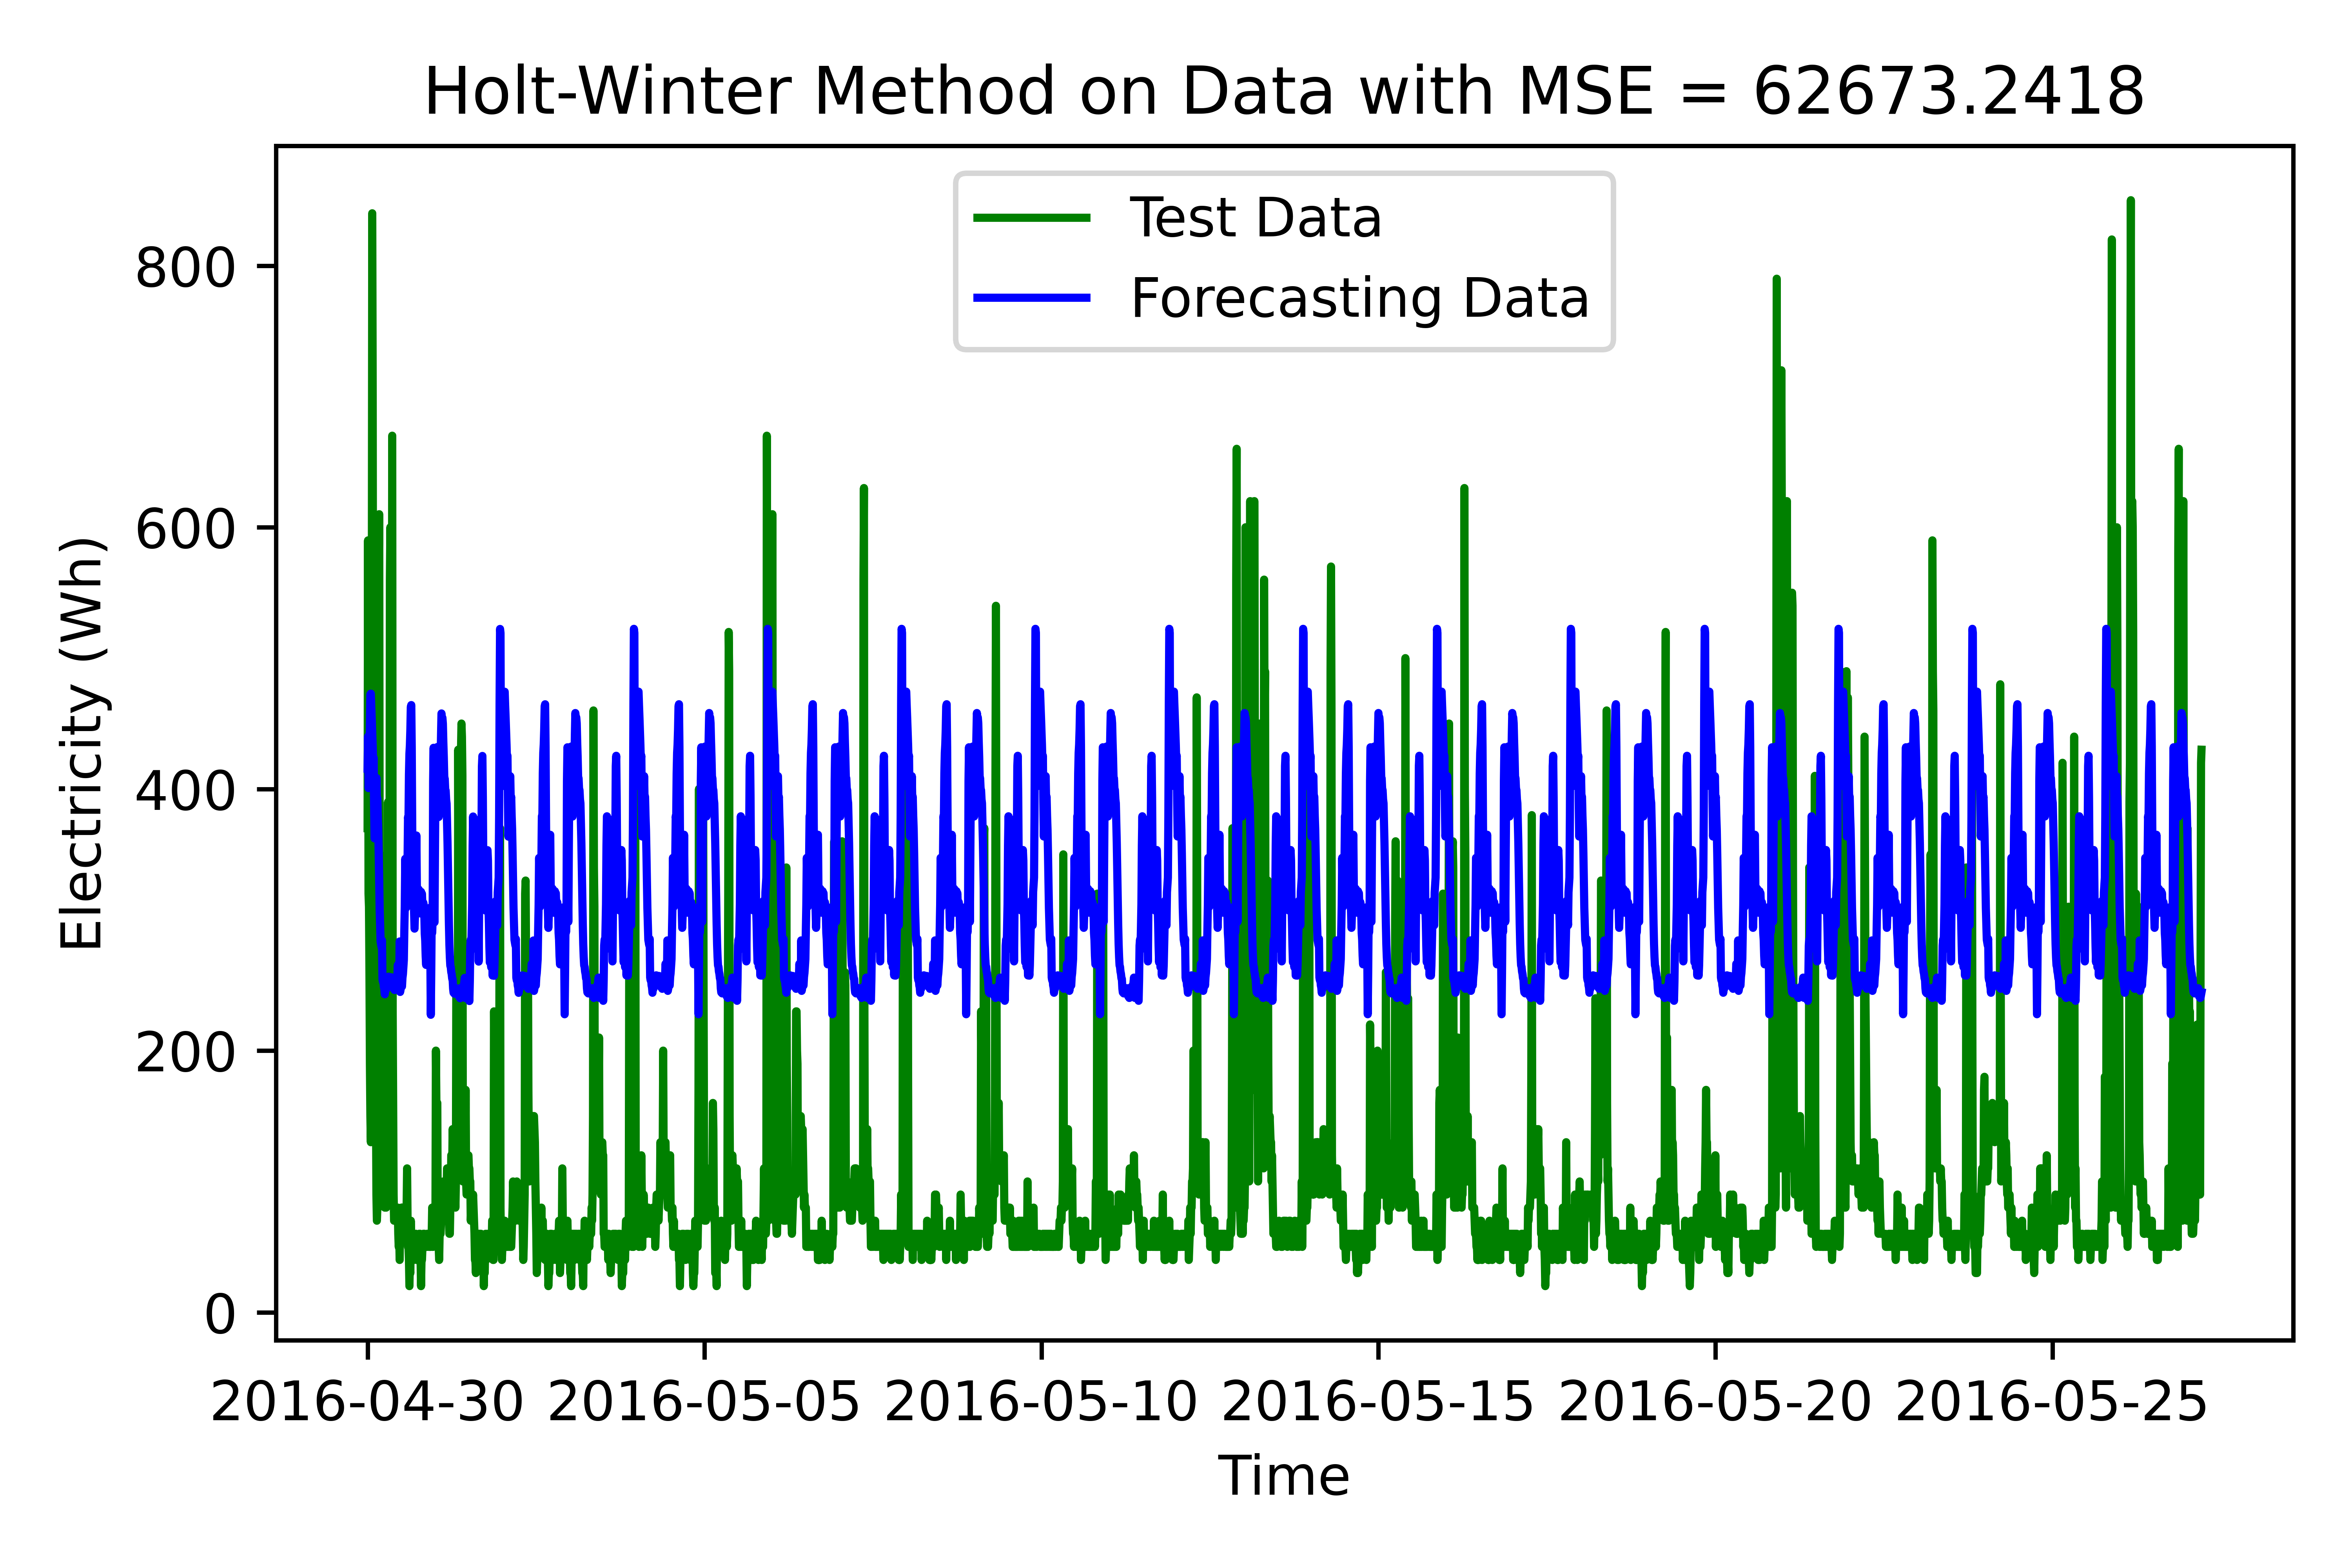 Holt-Winter Method on Data with MSE = 62673.2418
Test Data
Forecasting Data
Electricity (Wh)
800
600
400
200
0
2016-04-30 2016-05-05 2016-05-10 2016-05-15 2016-05-20 2016-05-25
Time